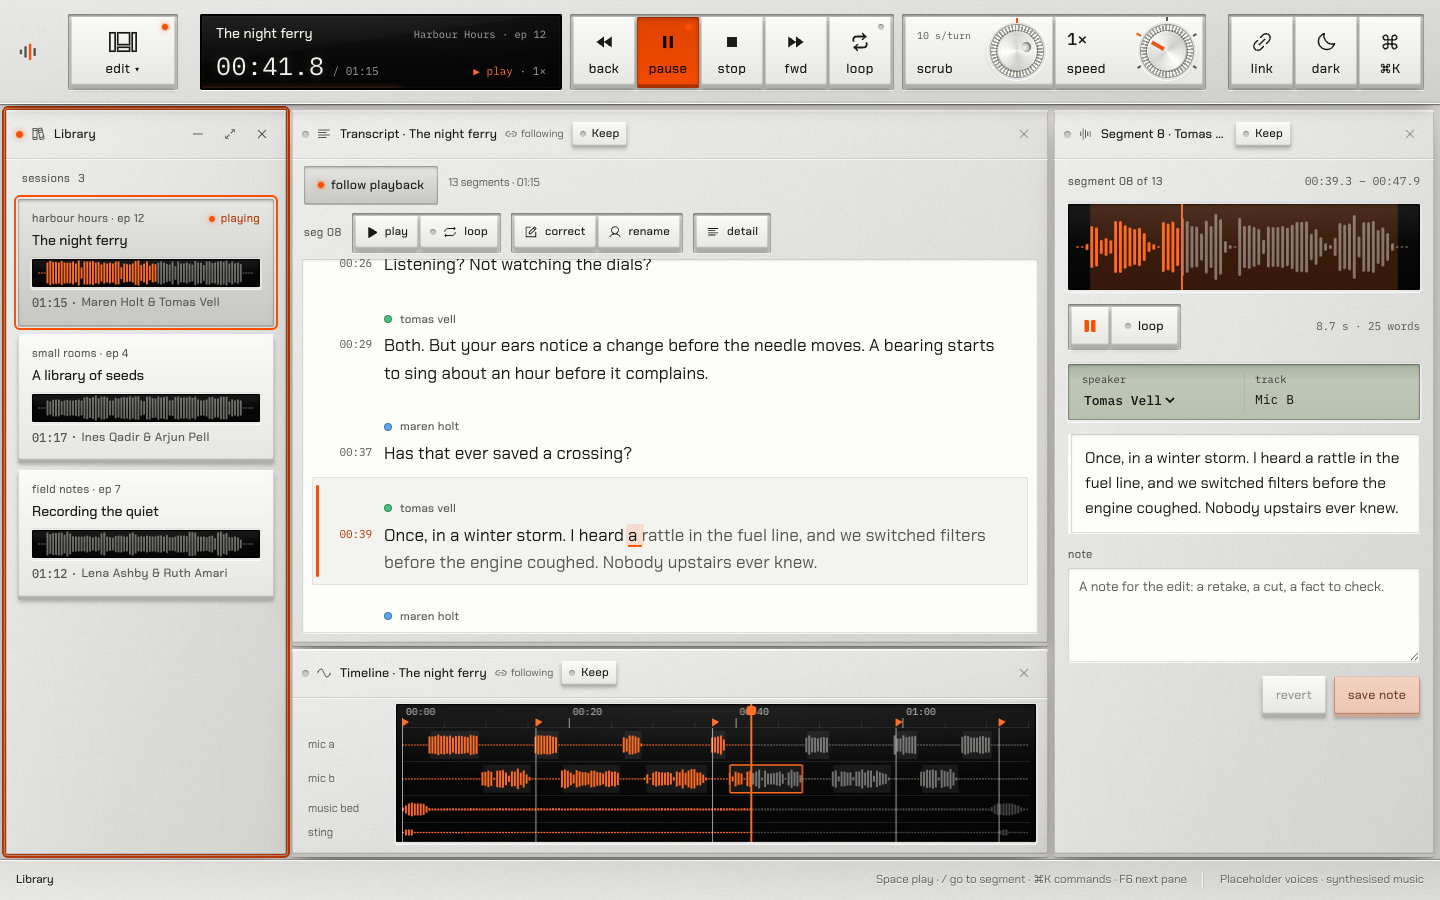 edit
The night ferry
Harbour Hours · ep 12
00:41.8 / 01:15
play · 1×
back
pause
stop
fwd
loop
10 s/turn
scrub
1×
speed
link
dark
⌘
⌘K
Library
sessions 3
harbour hours · ep 12
playing
The night ferry
01:15 · Maren Holt & Tomas Vell
small rooms · ep 4
A library of seeds
01:17 · Ines Qadir & Arjun Pell
field notes · ep 7
Recording the quiet
01:12 · Lena Ashby & Ruth Amari
Transcript · The night ferry
following
Keep
follow playback
13 segments · 01:15
seg 08
play
loop
correct
rename
detail
00:26 Listening? Not watching the dials?
tomas vell
00:29 Both. But your ears notice a change before the needle moves. A bearing starts
to sing about an hour before it complains.
maren holt
00:37 Has that ever saved a crossing?
tomas vell
00:39 Once, in a winter storm. I heard a rattle in the fuel line, and we switched filters
before the engine coughed. Nobody upstairs ever knew.
maren holt
Timeline · The night ferry
following
Keep
00:00 00:20 00:40 01:00
mic a
mic b
music bed
sting
Segment 8 · Tomas ...
Keep
segment 08 of 13
00:39.3 – 00:47.9
loop
8.7 s · 25 words
speaker
Tomas Vell
track
Mic B
Once, in a winter storm. I heard a rattle in the
fuel line, and we switched filters before the
engine coughed. Nobody upstairs ever knew.
note
A note for the edit: a retake, a cut, a fact to check.
revert
save note
Library
Space play · / go to segment · ⌘K commands · F6 next pane
Placeholder voices · synthesised music